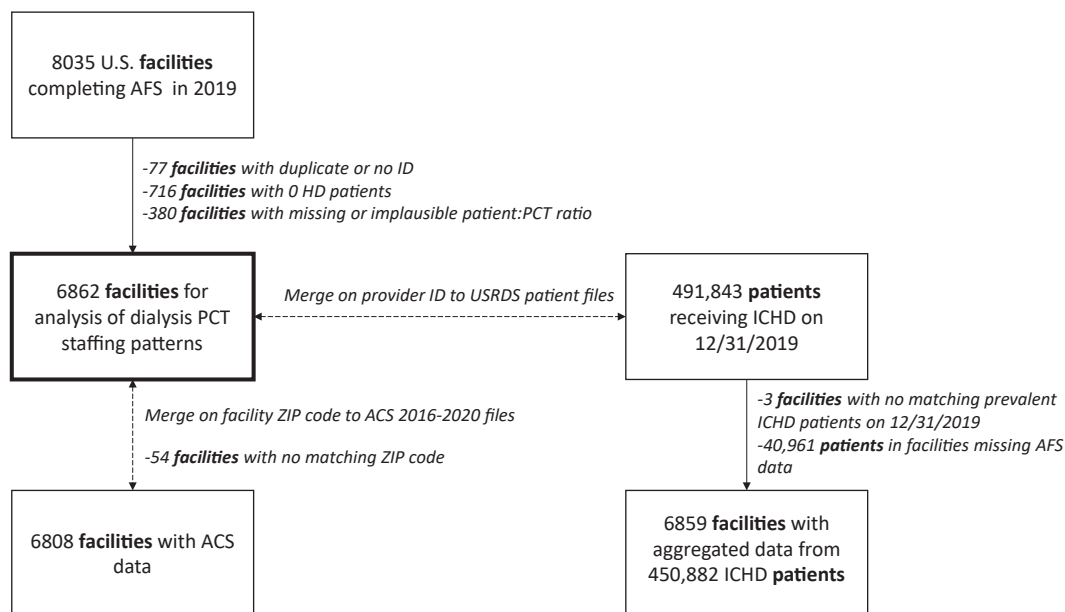 8035 U.S. facilities
completing AFS in 2019
-77 facilities with duplicate or no ID
-716 facilities with 0 HD patients
-380 facilities with missing or implausible patient:PCT ratio
6862 facilities for
analysis of dialysis PCT
staffing patterns
Merge on provider ID to USRDS patient files
491,843 patients
receiving ICHD on
12/31/2019
Merge on facility ZIP code to ACS 2016-2020 files
-54 facilities with no matching ZIP code
-3 facilities with no matching prevalent
ICHD patients on 12/31/2019
-40,961 patients in facilities missing AFS
data
6808 facilities with ACS
data
6859 facilities with
aggregated data from
450,882 ICHD patients